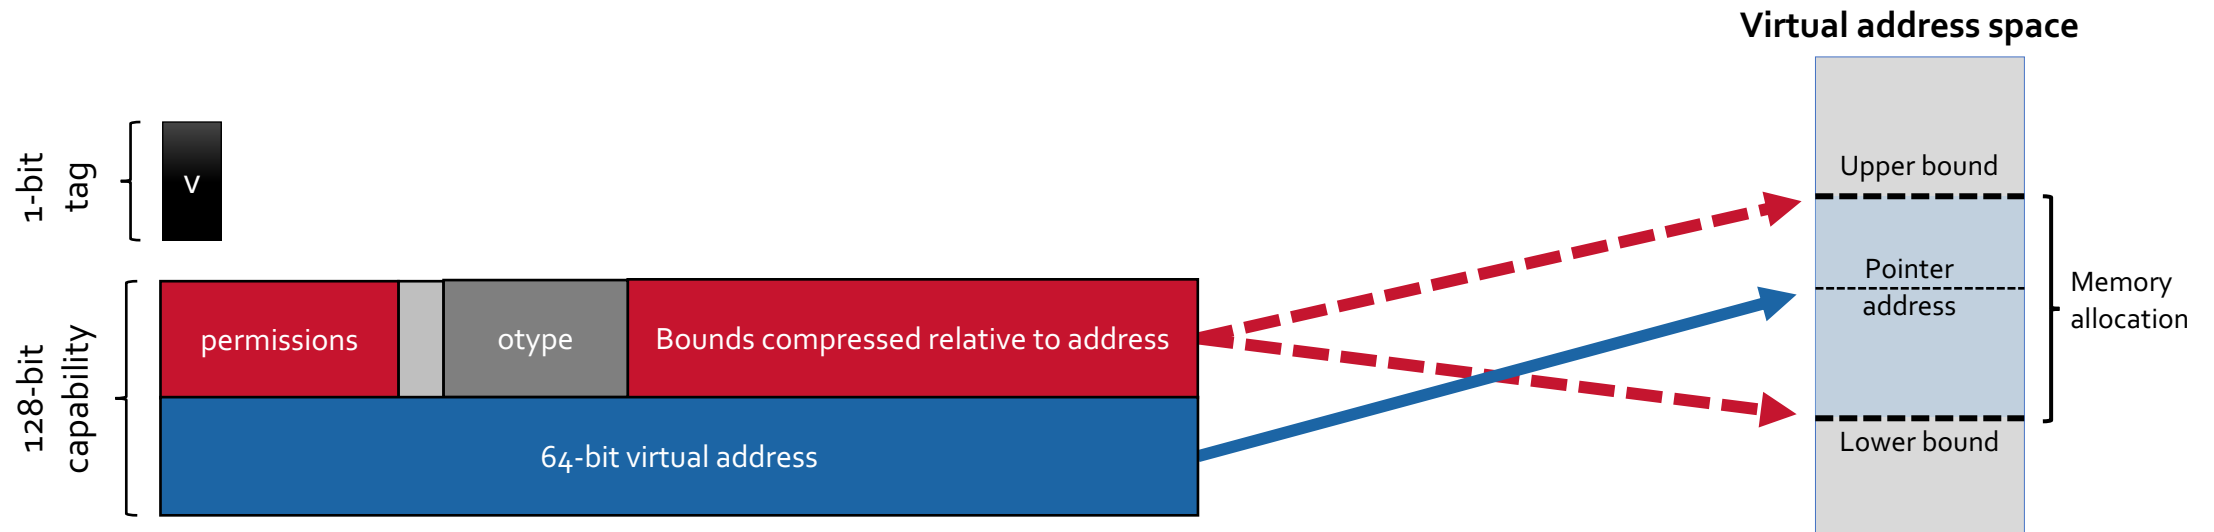 Virtual address space
1-bit
tag
v
128-bit
capability
permissions
otype
Bounds compressed relative to address
64-bit virtual address
Upper bound
Pointer
address
Lower bound
Memory
allocation